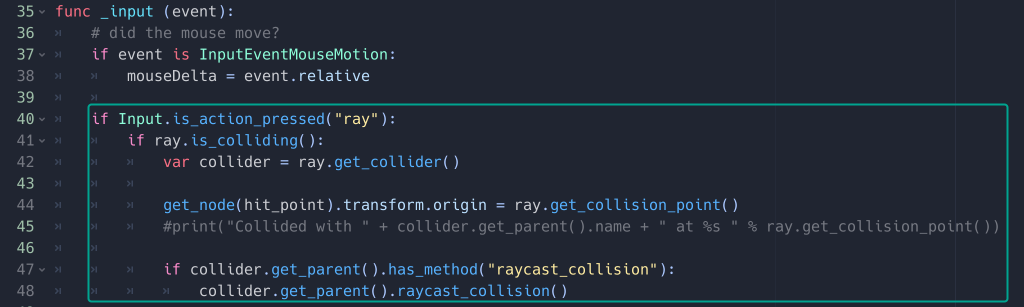 35 func _input (event):
36 # did the mouse move?
37 if event is InputEventMouseMotion:
38 mouseDelta = event.relative
39
40 if Input.is_action_pressed("ray"):
41 if ray.is_colliding():
42 var collider = ray.get_collider()
43
44 get_node(hit_point).transform.origin = ray.get_collision_point()
45 #print("Collided with " + collider.get_parent().name + " at %s " % ray.get_collision_point())
46
47 if collider.get_parent().has_method("raycast_collision"):
48 collider.get_parent().raycast_collision()